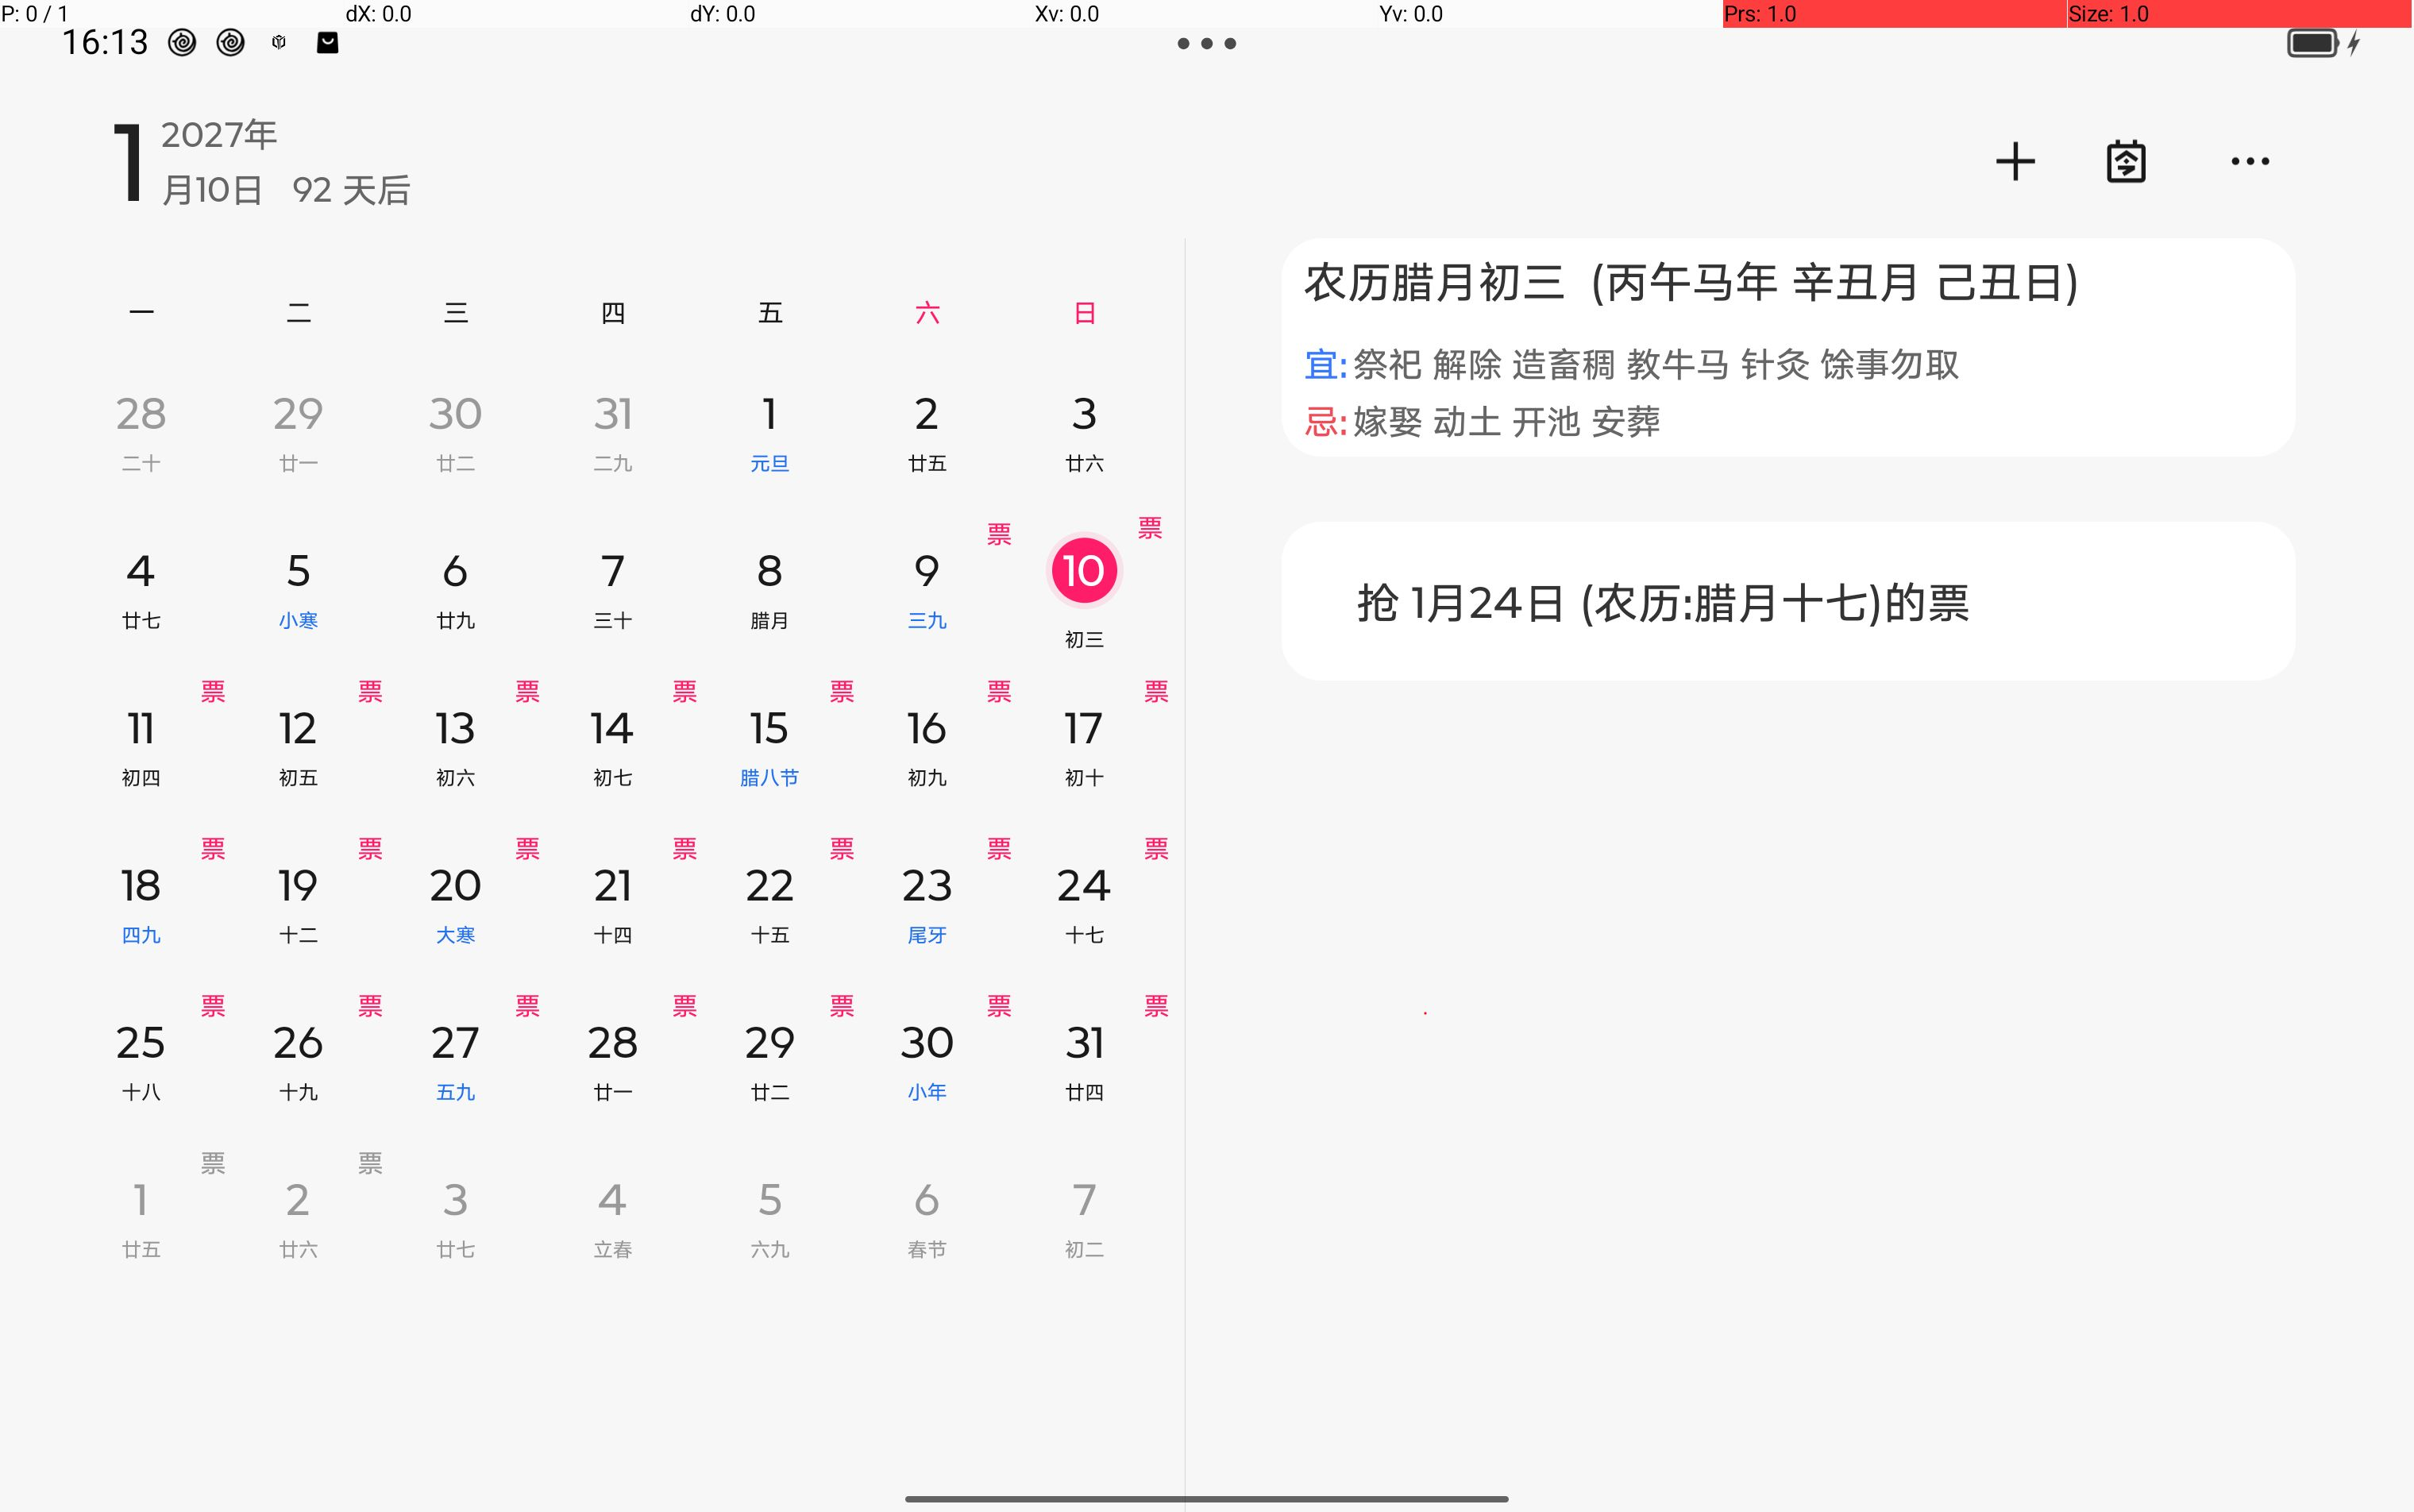 P: 0 / 1 dX: 0.0 dY: 0.0 Xv: 0.0 Yv: 0.0 Prs: 1.0 Size: 1.0
16:13
1 2027年
月10日 92 天后
一 二 三 四 五 六 日
28 29 30 31 1 2 3
二十 廿一 廿二 二九 元旦 廿五 廿六
票 票
4 5 6 7 8 9 10
廿七 小寒 廿九 三十 腊月 三九 初三
票 票 票 票 票 票 票
11 12 13 14 15 16 17
初四 初五 初六 初七 腊八节 初九 初十
票 票 票 票 票 票 票
18 19 20 21 22 23 24
四九 十二 大寒 十四 十五 尾牙 十七
票 票 票 票 票 票 票
25 26 27 28 29 30 31
十八 十九 五九 廿一 廿二 小年 廿四
票 票
1 2 3 4 5 6 7
廿五 廿六 廿七 立春 六九 春节 初二
今
农历腊月初三 (丙午马年 辛丑月 己丑日)
宜: 祭祀 解除 造畜稠 教牛马 针灸 馀事勿取
忌: 嫁娶 动土 开池 安葬
抢 1月24日 (农历:腊月十七)的票